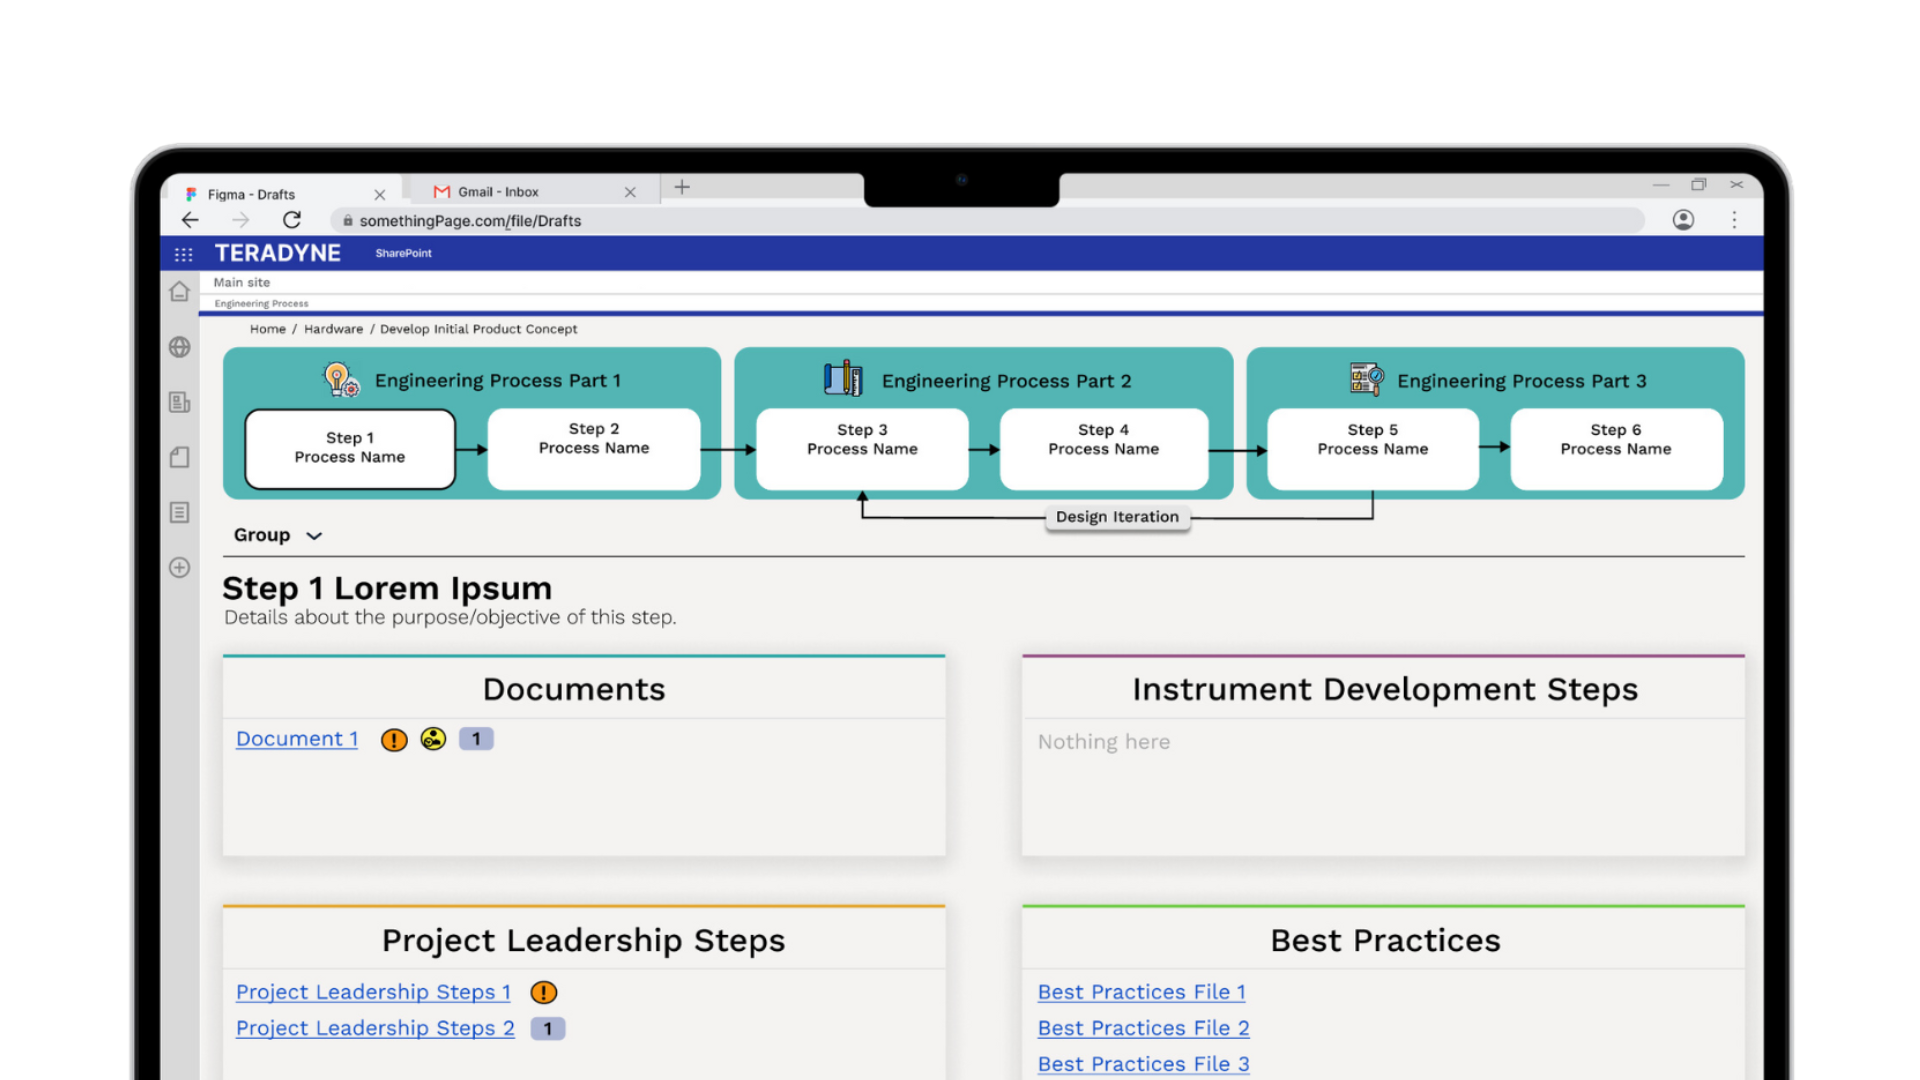 Figma - Drafts
Gmail - Inbox
somethingPage.com/file/Drafts
TERADYNE
SharePoint
Main site
Engineering Process
Home / Hardware / Develop Initial Product Concept
Engineering Process Part 1
Step 1
Process Name
Step 2
Process Name
Engineering Process Part 2
Step 3
Process Name
Step 4
Process Name
Engineering Process Part 3
Step 5
Process Name
Step 6
Process Name
Design Iteration
Group
Step 1 Lorem Ipsum
Details about the purpose/objective of this step.
Documents
Document 1 ! 1
Instrument Development Steps
Nothing here
Project Leadership Steps
Project Leadership Steps 1 !
Project Leadership Steps 2 1
Best Practices
Best Practices File 1
Best Practices File 2
Best Practices File 3